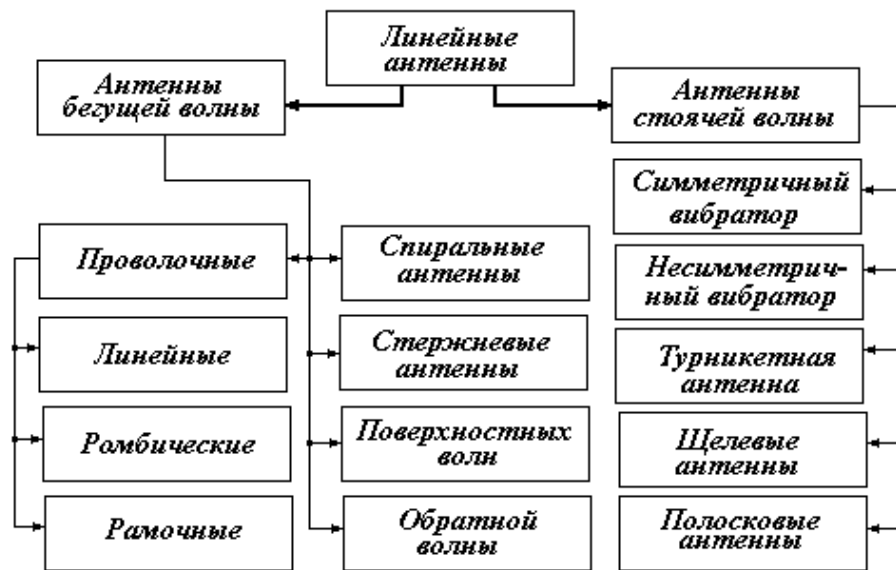 Линейные
антенны
Антенны
бегущей волны
Антенны
стоячей волны
Симметричный
вибратор
Проволочные
Спиральные
антенны
Несимметрич-
ный вибратор
Линейные
Стержневые
антенны
Турникетная
антенна
Ромбические
Поверхностных
волн
Щелевые
антенны
Рамочные
Обратной
волны
Полосковые
антенны